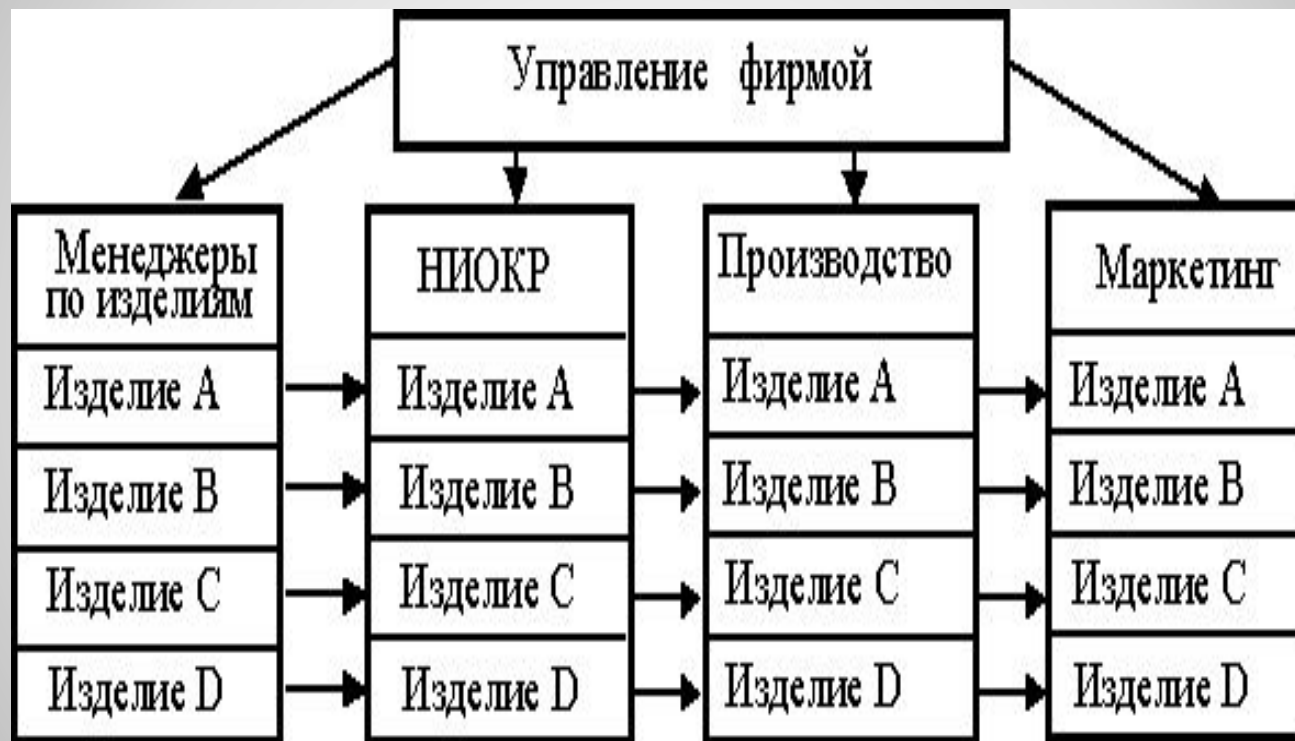 Управление фирмой
Менеджеры
по изделиям
НИОКР
Производство
Маркетинг
Изделие A
Изделие A
Изделие A
Изделие A
Изделие B
Изделие B
Изделие B
Изделие B
Изделие C
Изделие C
Изделие C
Изделие C
Изделие D
Изделие D
Изделие D
Изделие D